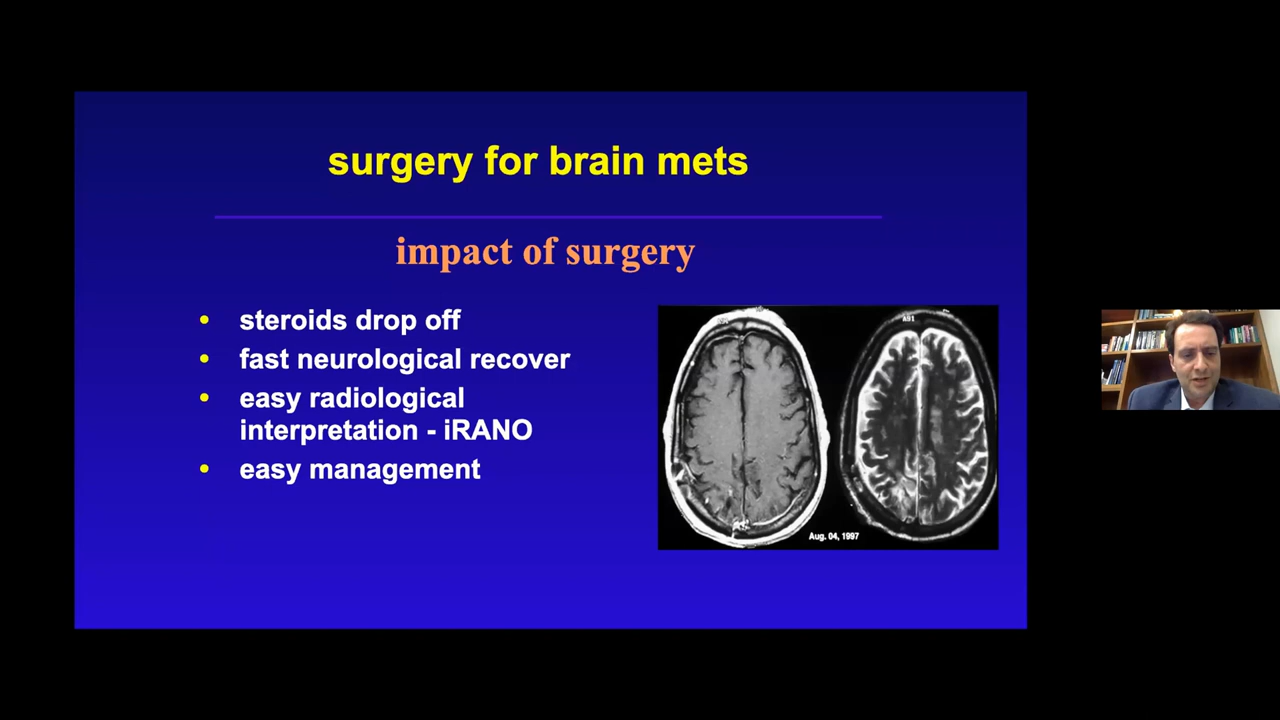 surgery for brain mets
impact of surgery
• steroids drop off
• fast neurological recover
• easy radiological
interpretation - iRANO
• easy management
Aug. 04, 1997